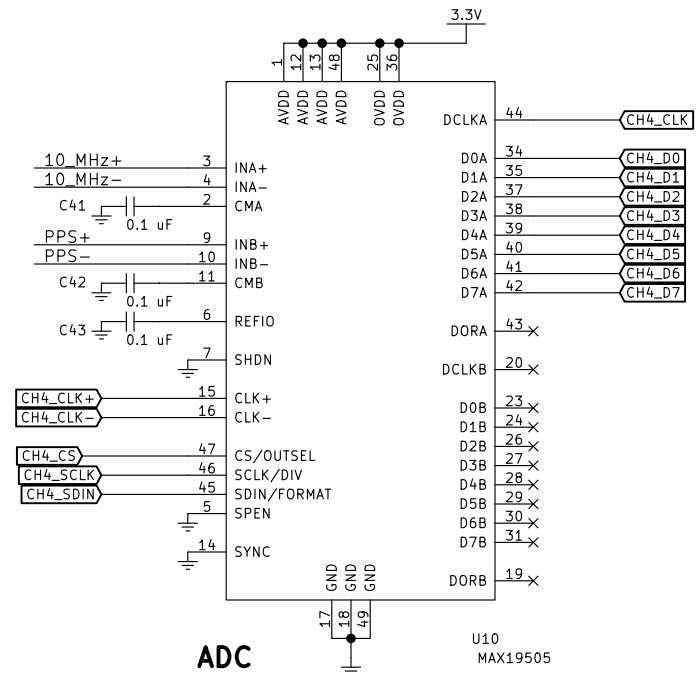 3.3V
1 12 13 48 25 36
AVDD AVDD AVDD AVDD OVDD OVDD
DCLKA 44 CH4_CLK
10_MHz+ 3 INA+ D0A 34 CH4_D0
10_MHz- 4 INA- D1A 35 CH4_D1
C41 0.1 uF 2 CMA D2A 37 CH4_D2
D3A 38 CH4_D3
PPS+ 9 INB+ D4A 39 CH4_D4
PPS- 10 INB- D5A 40 CH4_D5
C42 0.1 uF 11 CMB D6A 41 CH4_D6
D7A 42 CH4_D7
C43 0.1 uF 6 REFIO
DORA 43
7 SHDN
DCLKB 20
CH4_CLK+ 15 CLK+
CH4_CLK- 16 CLK-
D0B 23
D1B 24
D2B 26
CH4_CS 47 CS/OUTSEL D3B 27
CH4_SCLK 46 SCLK/DIV D4B 28
CH4_SDIN 45 SDIN/FORMAT D5B 29
5 SPEN D6B 30
D7B 31
14 SYNC
DORB 19
GND GND GND
17 18 49
ADC
U10
MAX19505